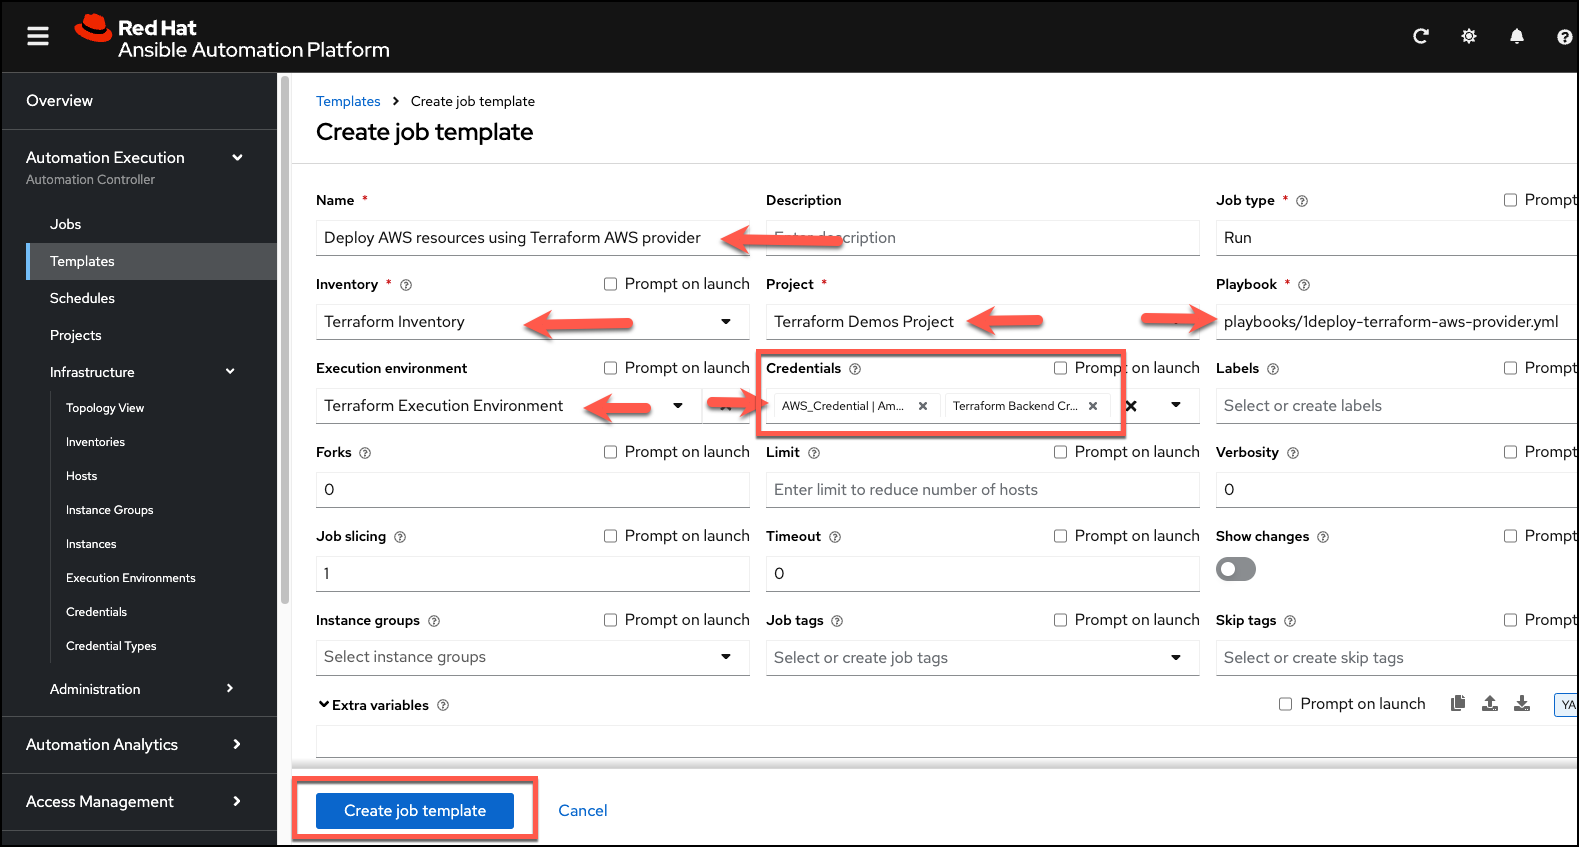 Red Hat
Ansible Automation Platform
Overview
Automation Execution
Automation Controller
Jobs
Templates
Schedules
Projects
Infrastructure
Topology View
Inventories
Hosts
Instance Groups
Instances
Execution Environments
Credentials
Credential Types
Administration
Automation Analytics
Access Management
Templates > Create job template
Create job template
Name *
Deploy AWS resources using Terraform AWS provider
Description
Enter description
Job type * Prompt
Run
Inventory * Prompt on launch
Terraform Inventory
Project *
Terraform Demos Project
Playbook *
playbooks/1deploy-terraform-aws-provider.yml
Execution environment Prompt on launch
Terraform Execution Environment
Credentials Prompt on launch
AWS_Credential | Am... Terraform Backend Cr...
Labels Prompt
Select or create labels
Forks Prompt on launch
0
Limit Prompt on launch
Enter limit to reduce number of hosts
Verbosity Prompt
0
Job slicing Prompt on launch
1
Timeout Prompt on launch
0
Show changes Prompt
Instance groups Prompt on launch
Select instance groups
Job tags Prompt on launch
Select or create job tags
Skip tags Prompt
Select or create skip tags
Extra variables Prompt on launch YA
Create job template Cancel